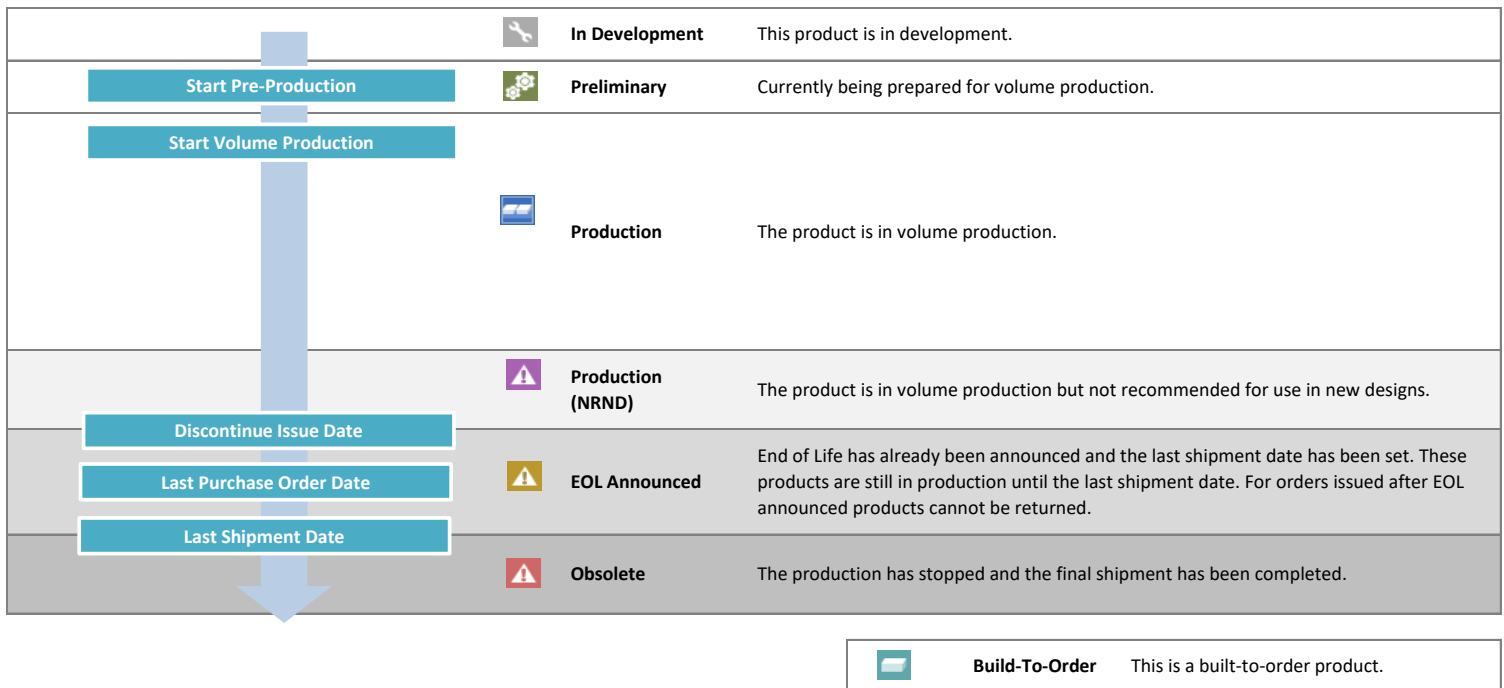 In Development This product is in development.
Start Pre-Production Preliminary Currently being prepared for volume production.
Start Volume Production
Production The product is in volume production.
Production
(NRND)
The product is in volume production but not recommended for use in new designs.
Discontinue Issue Date
Last Purchase Order Date
EOL Announced
End of Life has already been announced and the last shipment date has been set. These
products are still in production until the last shipment date. For orders issued after EOL
announced products cannot be returned.
Last Shipment Date
Obsolete The production has stopped and the final shipment has been completed.
Build-To-Order This is a built-to-order product.